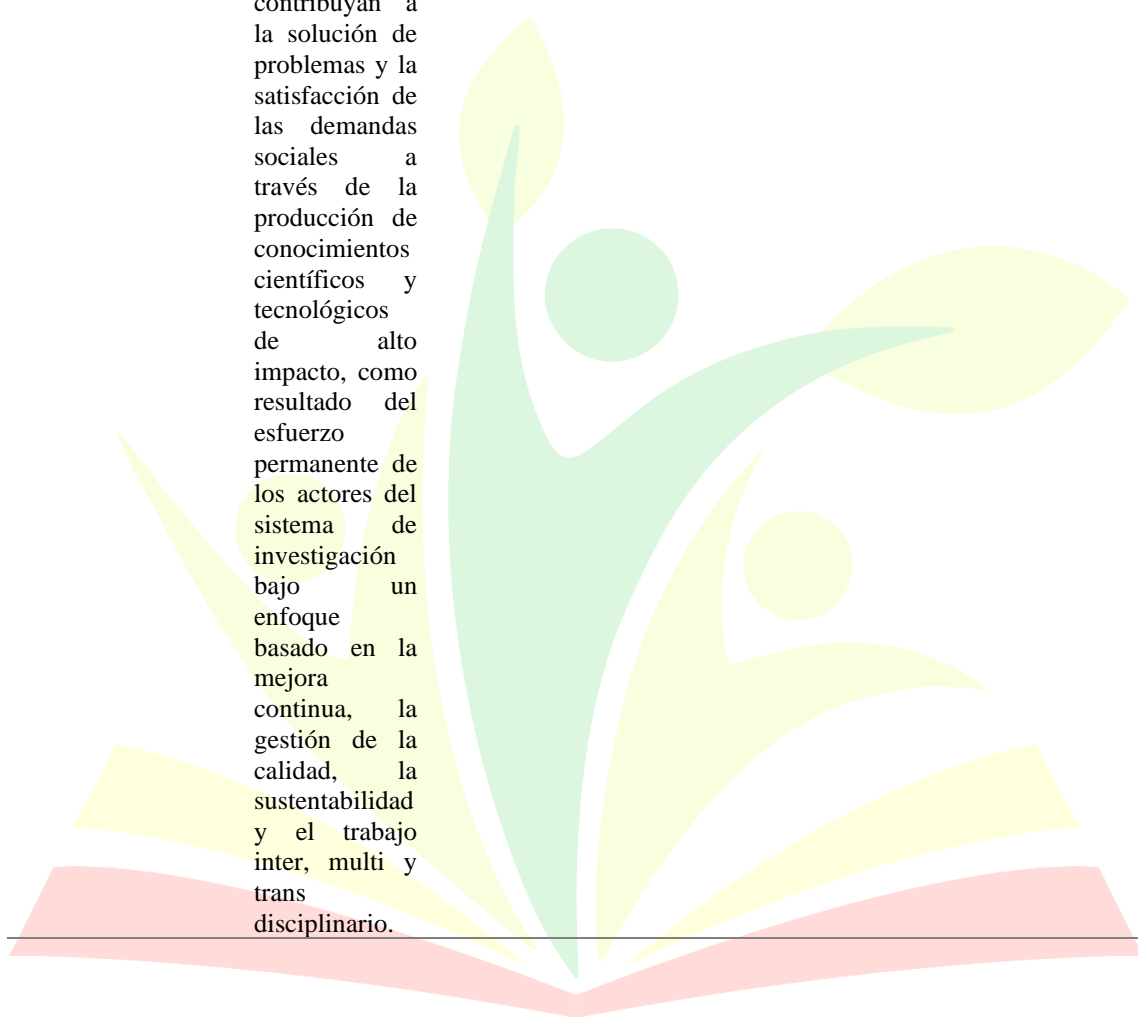 contribuyan a
la solución de
problemas y la
satisfacción de
las demandas
sociales a
través de la
producción de
conocimientos
científicos y
tecnológicos
de alto
impacto, como
resultado del
esfuerzo
permanente de
los actores del
sistema de
investigación
bajo un
enfoque
basado en la
mejora
continua, la
gestión de la
calidad, la
sustentabilidad
y el trabajo
inter, multi y
trans
disciplinario.